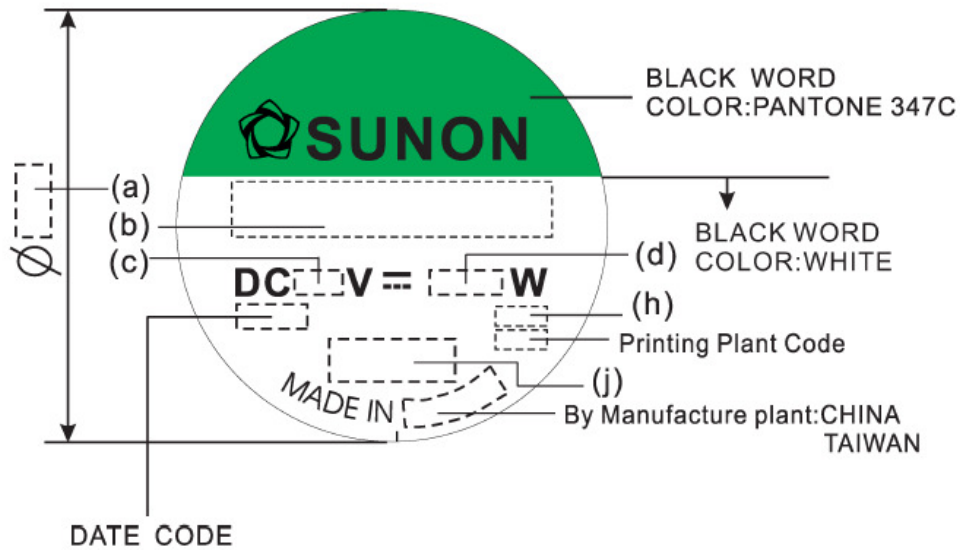 BLACK WORD
COLOR:PANTONE 347C
SUNON
(a)
(b)
(c)
(d)
BLACK WORD
COLOR:WHITE
Ø
DC V W
(h)
Printing Plant Code
(j)
MADE IN
By Manufacture plant:CHINA
TAIWAN
DATE CODE